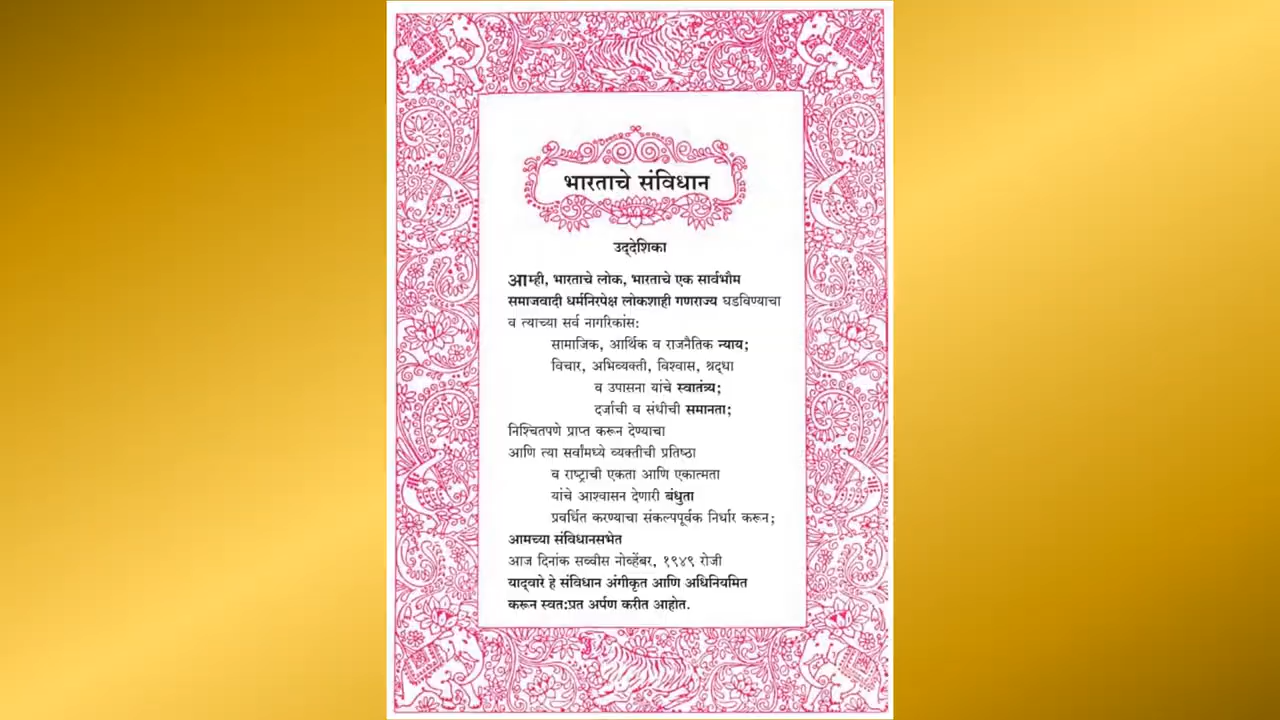 भारताचे संविधान
उद्‌देशिका
आम्ही, भारताचे लोक, भारताचे एक सार्वभौम
समाजवादी धर्मनिरपेक्ष लोकशाही गणराज्य घडविण्याचा
व त्याच्या सर्व नागरिकांस:
सामाजिक, आर्थिक व राजनैतिक न्याय;
विचार, अभिव्यक्ती, विश्‍वास, श्रद्‌धा
व उपासना यांचे स्वातंत्र्य;
दर्जाची व संधीची समानता;
निश्चितपणे प्राप्त करून देण्याचा
आणि त्या सर्वांमध्ये व्यक्तीची प्रतिष्ठा
व राष्ट्राची एकता आणि एकात्मता
यांचे आश्‍वासन देणारी बंधुता
प्रवर्धित करण्याचा संकल्पपूर्वक निर्धार करून;
आमच्या संविधानसभेत
आज दिनांक सव्वीस नोव्हेंबर, १९४९ रोजी
याद्‌वारे हे संविधान अंगीकृत आणि अधिनियमित
करून स्वत:प्रत अर्पण करीत आहोत.